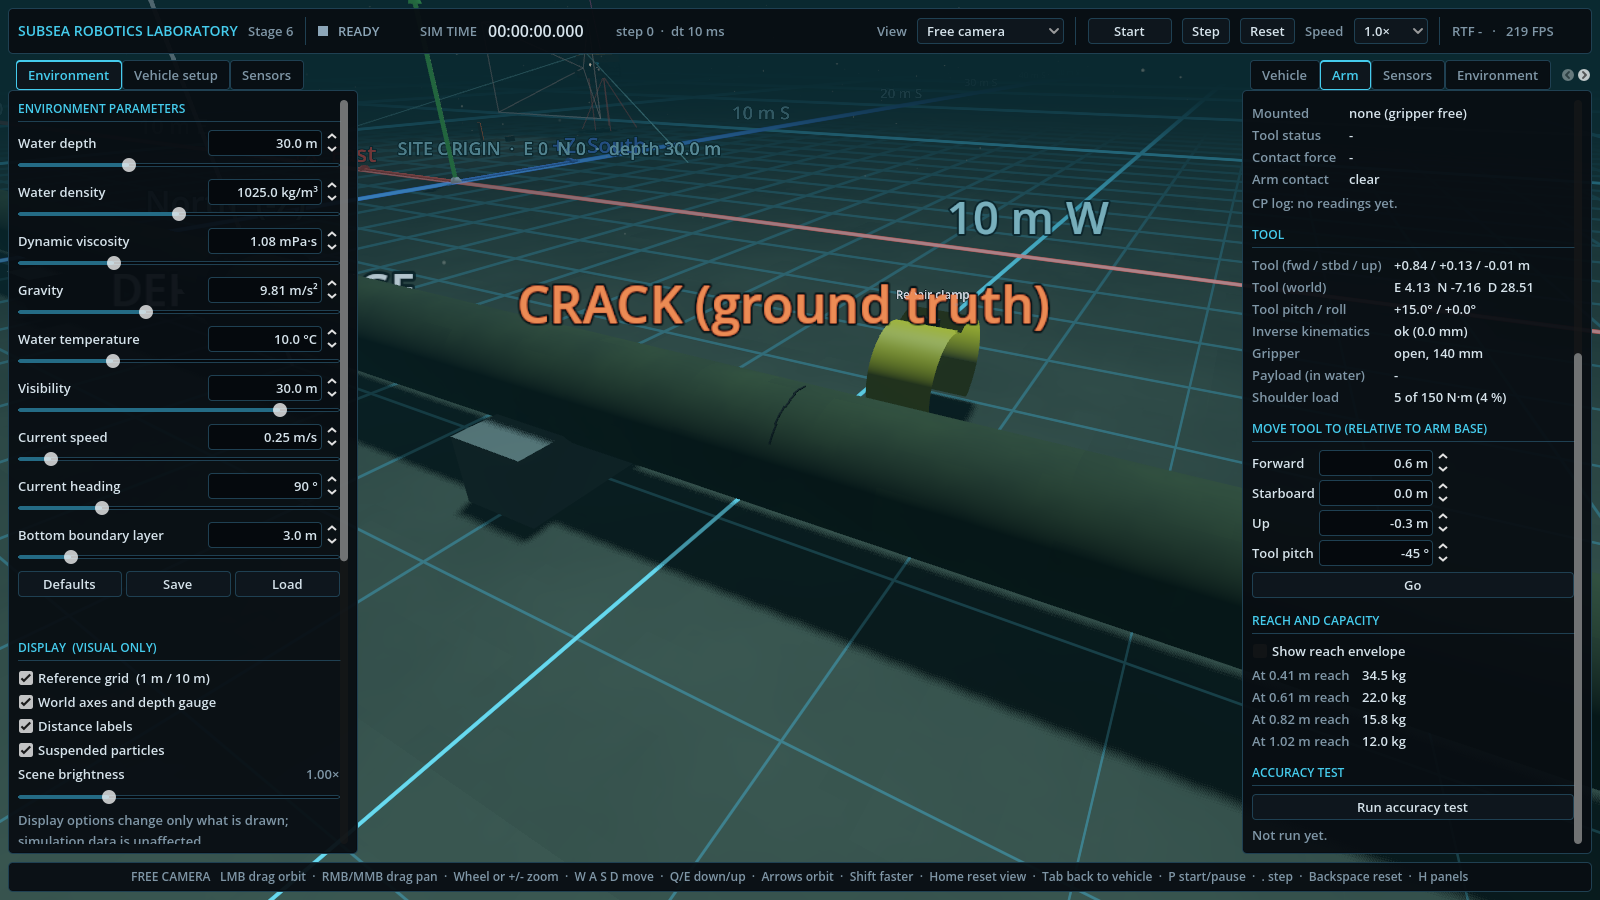 SUBSEA ROBOTICS LABORATORY Stage 6 READY SIM TIME 00:00:00.000 step 0 · dt 10 ms View Free camera Start Step Reset Speed 1.0× RTF - · 219 FPS
Environment Vehicle setup Sensors
ENVIRONMENT PARAMETERS
Water depth 30.0 m
Water density 1025.0 kg/m³
Dynamic viscosity 1.08 mPa·s
Gravity 9.81 m/s²
Water temperature 10.0 °C
Visibility 30.0 m
Current speed 0.25 m/s
Current heading 90 °
Bottom boundary layer 3.0 m
Defaults Save Load
DISPLAY (VISUAL ONLY)
Reference grid (1 m / 10 m)
World axes and depth gauge
Distance labels
Suspended particles
Scene brightness 1.00×
Display options change only what is drawn;
simulation data is unaffected
20 m S
10 m S
SITE ORIGIN · E 0 N 0 · depth 30.0 m
10 m W
Repair clamp
CRACK (ground truth)
Vehicle Arm Sensors Environment
Mounted none (gripper free)
Tool status -
Contact force -
Arm contact clear
CP log: no readings yet.
TOOL
Tool (fwd / stbd / up) +0.84 / +0.13 / -0.01 m
Tool (world) E 4.13 N -7.16 D 28.51
Tool pitch / roll +15.0° / +0.0°
Inverse kinematics ok (0.0 mm)
Gripper open, 140 mm
Payload (in water) -
Shoulder load 5 of 150 N·m (4 %)
MOVE TOOL TO (RELATIVE TO ARM BASE)
Forward 0.6 m
Starboard 0.0 m
Up -0.3 m
Tool pitch -45 °
Go
REACH AND CAPACITY
Show reach envelope
At 0.41 m reach 34.5 kg
At 0.61 m reach 22.0 kg
At 0.82 m reach 15.8 kg
At 1.02 m reach 12.0 kg
ACCURACY TEST
Run accuracy test
Not run yet.
FREE CAMERA LMB drag orbit · RMB/MMB drag pan · Wheel or +/- zoom · W A S D move · Q/E down/up · Arrows orbit · Shift faster · Home reset view · Tab back to vehicle · P start/pause · . step · Backspace reset · H panels